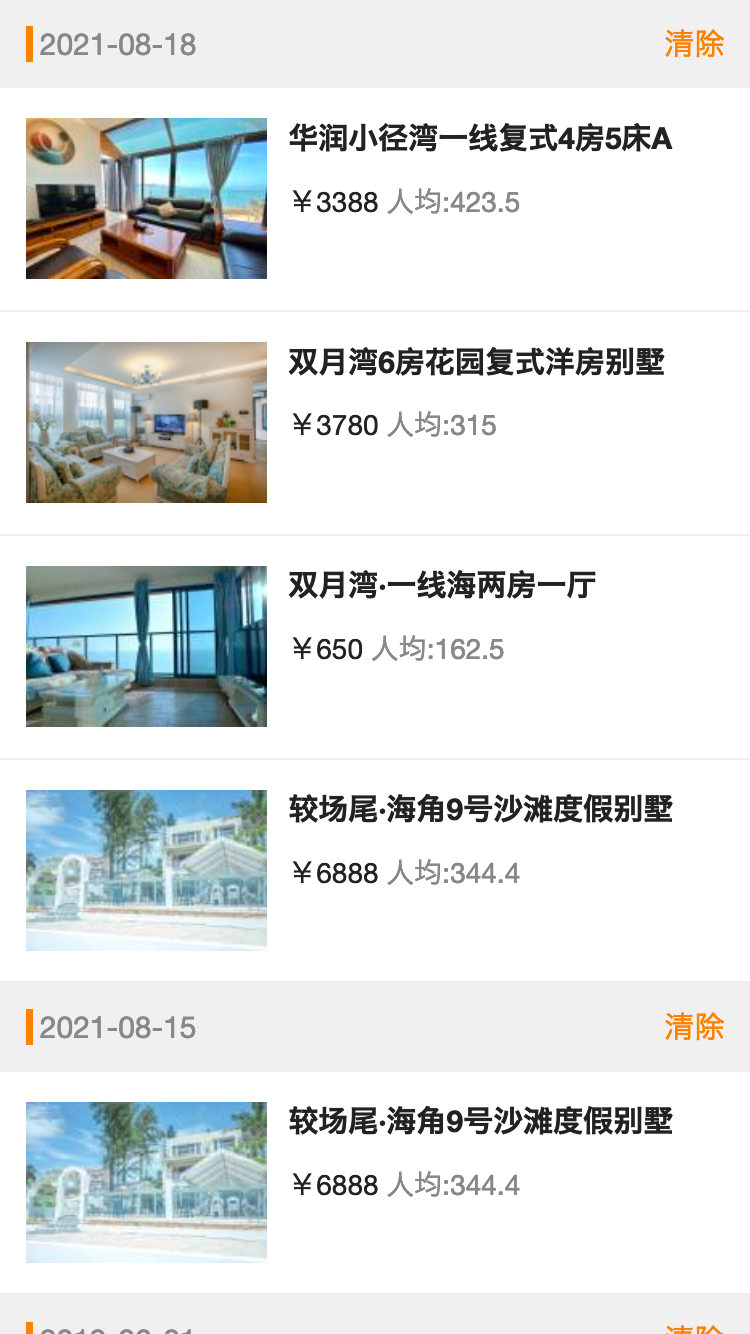 2021-08-18 清除
华润小径湾一线复式4房5床A
￥3388 人均:423.5
双月湾6房花园复式洋房别墅
￥3780 人均:315
双月湾·一线海两房一厅
￥650 人均:162.5
较场尾·海角9号沙滩度假别墅
￥6888 人均:344.4
2021-08-15 清除
较场尾·海角9号沙滩度假别墅
￥6888 人均:344.4
清除